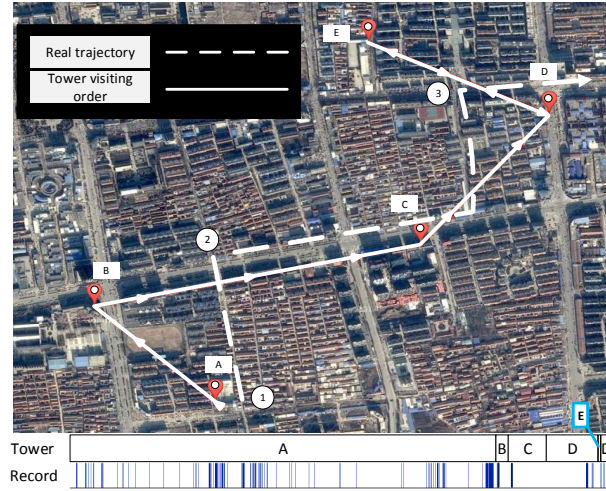 Real trajectory
Tower visiting
order
E
D
3
C
2
B
A
1
E
Tower
A
B
C
D
D
Record